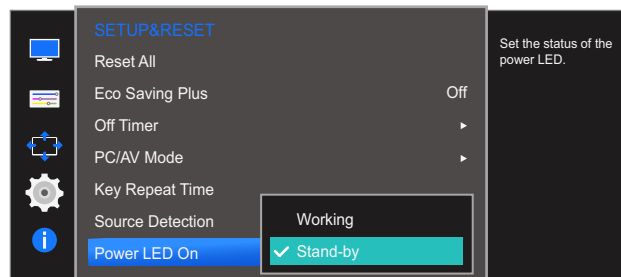 SETUP&RESET
Reset All
Eco Saving Plus Off
Off Timer
PC/AV Mode
Key Repeat Time
Source Detection
Power LED On
Working
Stand-by
Set the status of the
power LED.